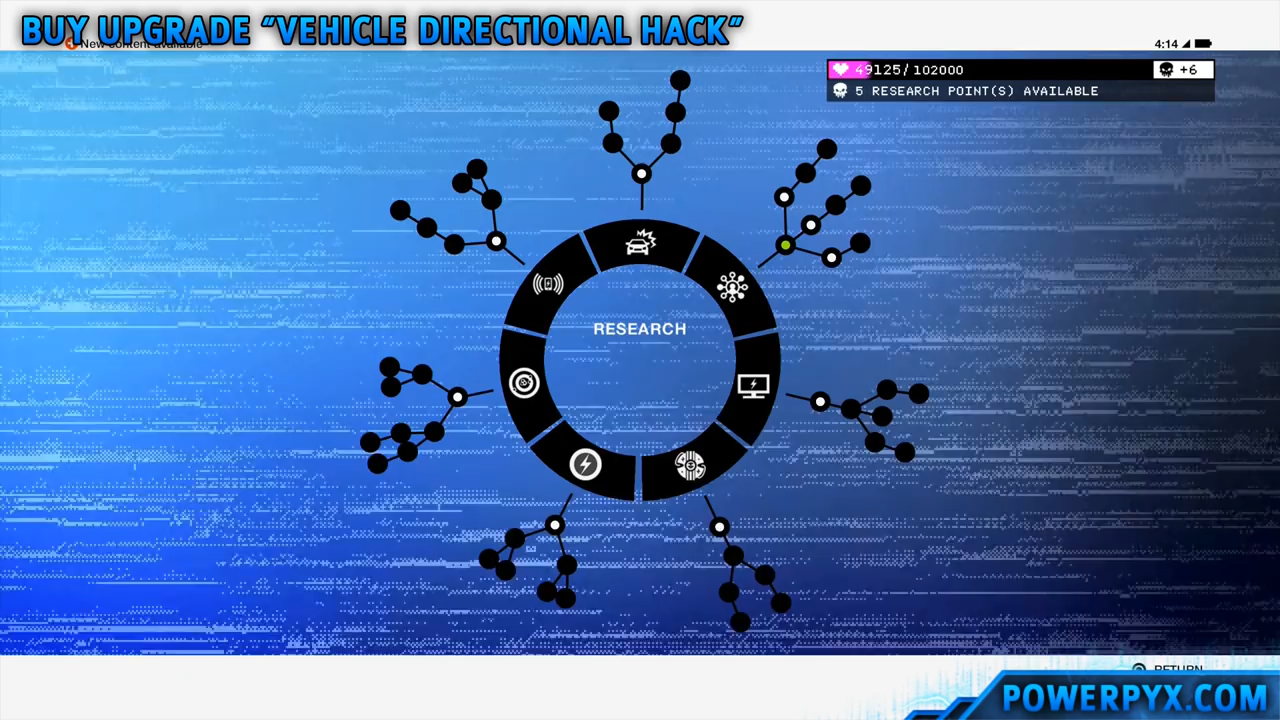 BUY UPGRADE “VEHICLE DIRECTIONAL HACK”
New content available
4:14
49125/102000
+6
5 RESEARCH POINT(S) AVAILABLE
RESEARCH
RETURN
POWERPYX.COM